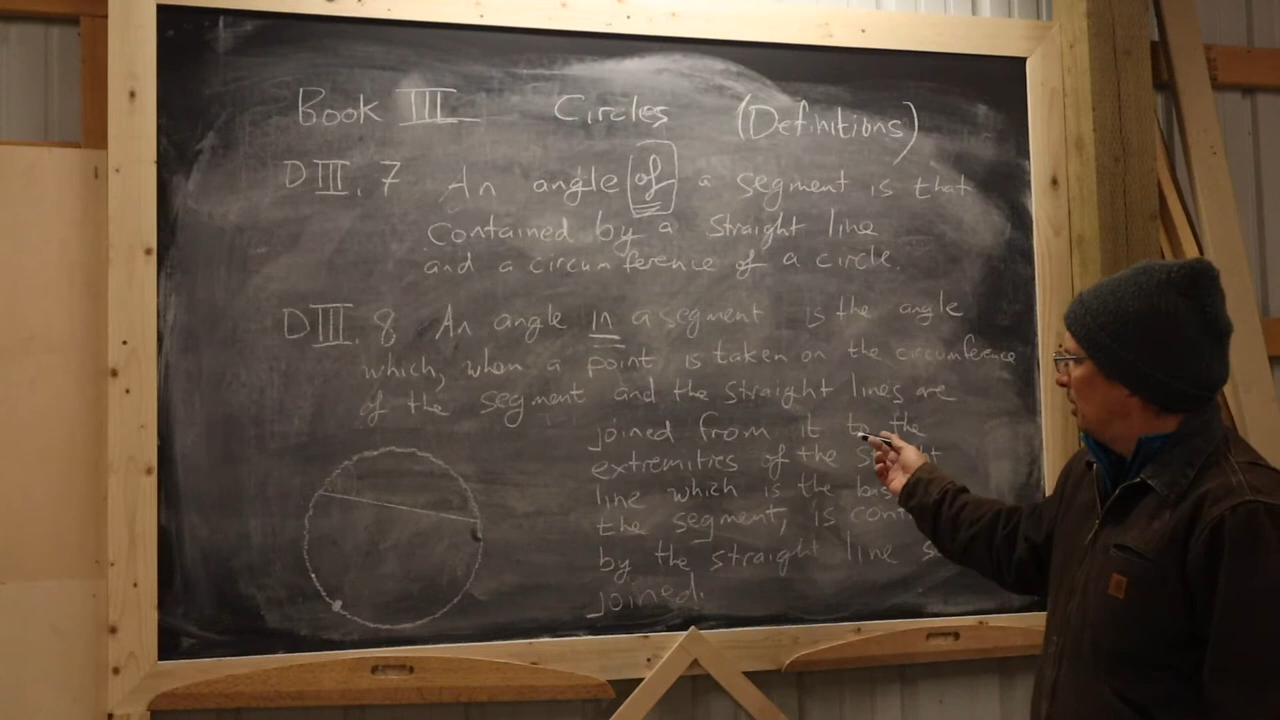 Book III Circles (Definitions)
DIII. 7 An angle of a segment is that
contained by a straight line
and a circumference of a circle.
DIII. 8 An angle in a segment is the angle
which, when a point is taken on the circumference
of the segment and the straight lines are
joined from it to the
extremities of the
line which is the
the segment, is
by the straight line
joined.